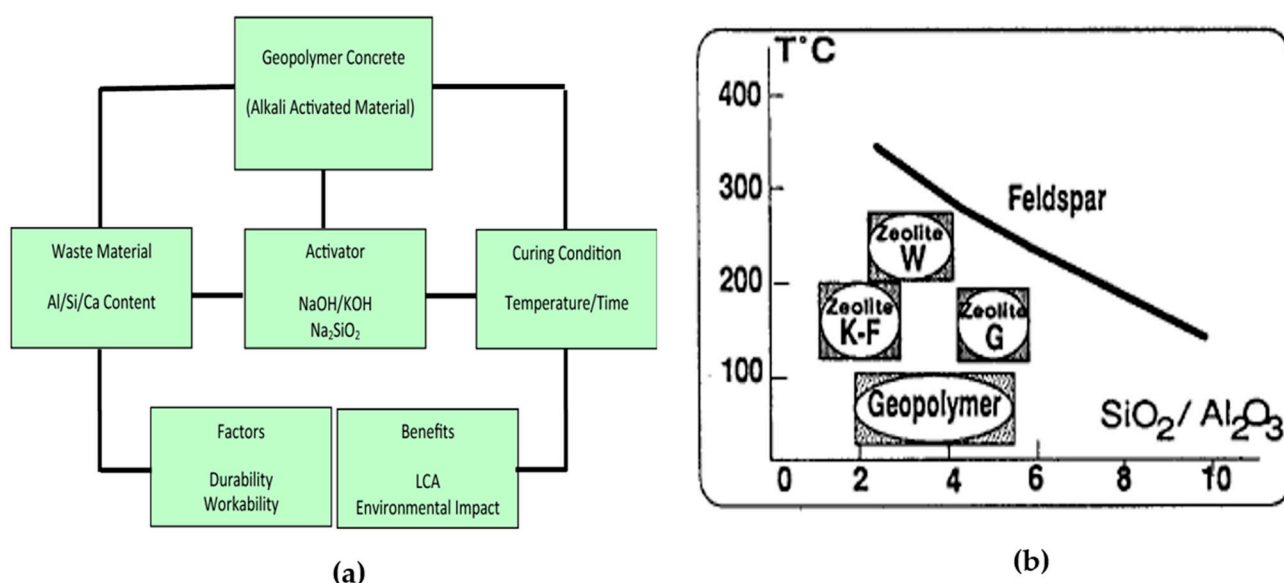 Geopolymer Concrete
(Alkali Activated Material)
Waste Material
Al/Si/Ca Content
Activator
NaOH/KOH
Na₂SiO₂
Curing Condition
Temperature/Time
Factors
Durability
Workability
Benefits
LCA
Environmental Impact
(a)
T°C
400
300
200
100
Feldspar
Zeolite
W
Zeolite
K-F
Zeolite
G
Geopolymer
SiO₂/Al₂O₃
0 2 4 6 8 10
(b)